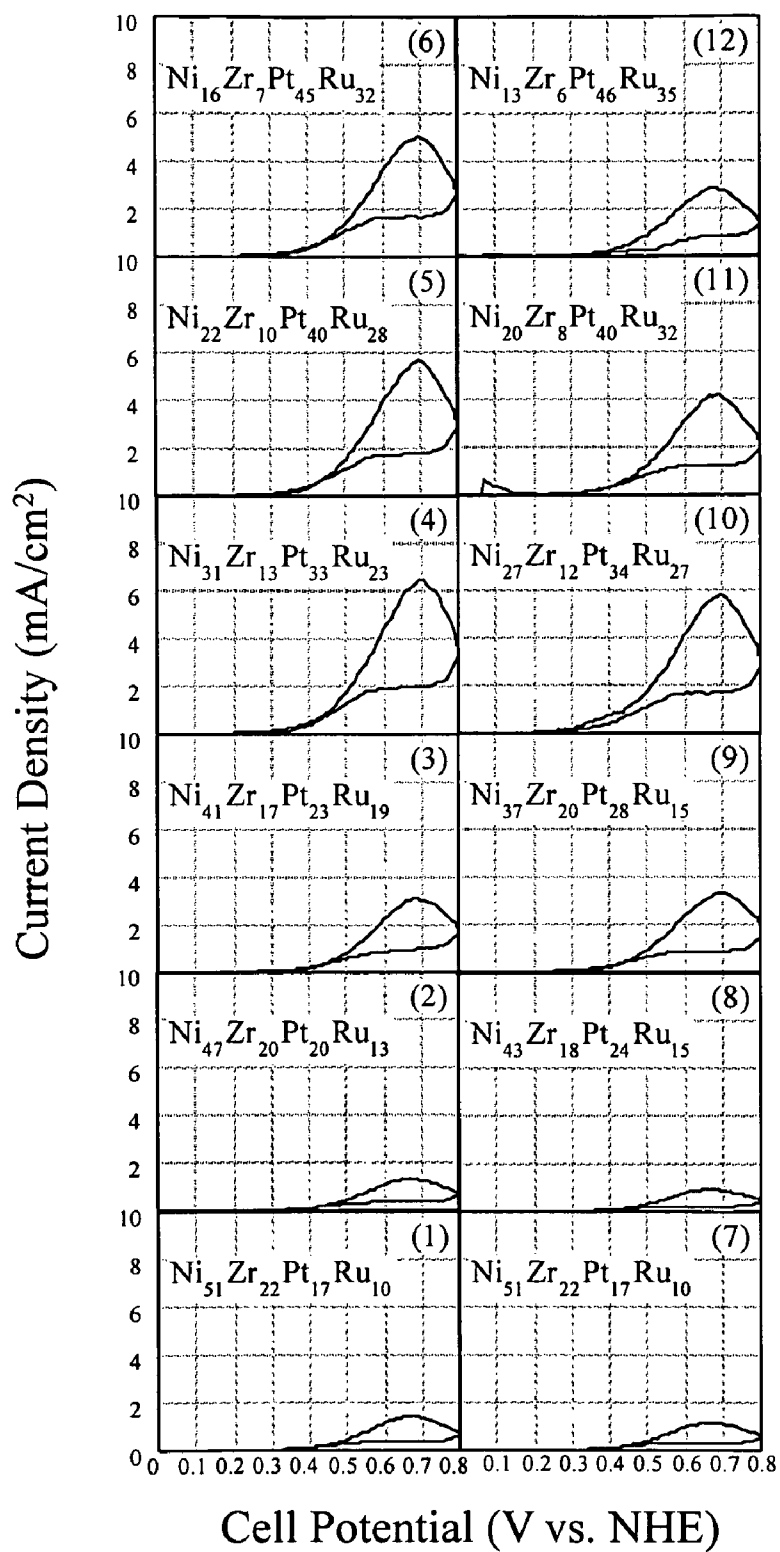 Current Density (mA/cm²)
10 (6) (12)
8 Ni₁₆Zr₇Pt₄₅Ru₃₂ Ni₁₃Zr₆Pt₄₆Ru₃₅
6
4
2
10 (5) (11)
8 Ni₂₂Zr₁₀Pt₄₀Ru₂₈ Ni₂₀Zr₈Pt₄₀Ru₃₂
6
4
2
10 (4) (10)
8 Ni₃₁Zr₁₃Pt₃₃Ru₂₃ Ni₂₇Zr₁₂Pt₃₄Ru₂₇
6
4
2
10 (3) (9)
8 Ni₄₁Zr₁₇Pt₂₃Ru₁₉ Ni₃₇Zr₂₀Pt₂₈Ru₁₅
6
4
2
10 (2) (8)
8 Ni₄₇Zr₂₀Pt₂₀Ru₁₃ Ni₄₃Zr₁₈Pt₂₄Ru₁₅
6
4
2
10 (1) (7)
8 Ni₅₁Zr₂₂Pt₁₇Ru₁₀ Ni₅₁Zr₂₂Pt₁₇Ru₁₀
6
4
2
0
0 0.1 0.2 0.3 0.4 0.5 0.6 0.7 0.8 0.1 0.2 0.3 0.4 0.5 0.6 0.7 0.8
Cell Potential (V vs. NHE)